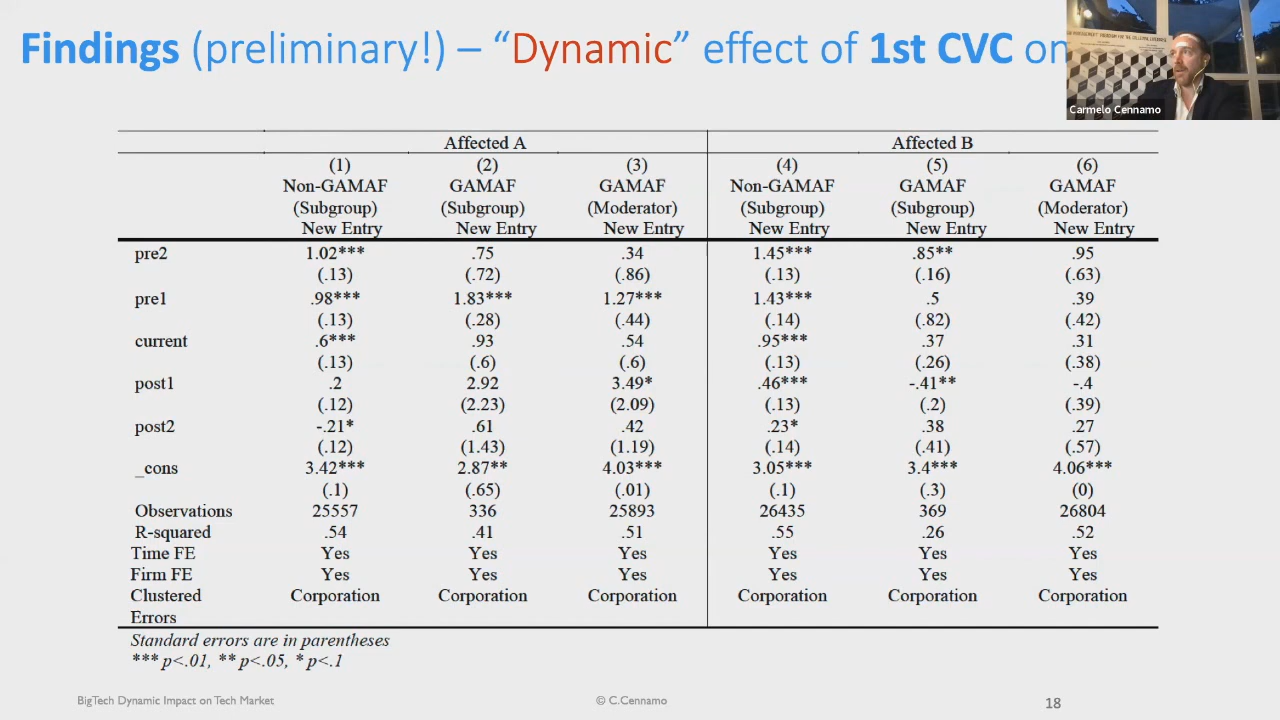 Findings (preliminary!) – “Dynamic” effect of 1st CVC on
Carmelo Cennamo
Affected A Affected B
(1) (2) (3) (4) (5) (6)
Non-GAMAF GAMAF GAMAF Non-GAMAF GAMAF GAMAF
(Subgroup) (Subgroup) (Moderator) (Subgroup) (Subgroup) (Moderator)
New Entry New Entry New Entry New Entry New Entry New Entry
pre2 1.02*** .75 .34 1.45*** .85** .95
(.13) (.72) (.86) (.13) (.16) (.63)
pre1 .98*** 1.83*** 1.27*** 1.43*** .5 .39
(.13) (.28) (.44) (.14) (.82) (.42)
current .6*** .93 .54 .95*** .37 .31
(.13) (.6) (.6) (.13) (.26) (.38)
post1 .2 2.92 3.49* .46*** -.41** -.4
(.12) (2.23) (2.09) (.13) (.2) (.39)
post2 -.21* .61 .42 .23* .38 .27
(.12) (1.43) (1.19) (.14) (.41) (.57)
_cons 3.42*** 2.87** 4.03*** 3.05*** 3.4*** 4.06***
(.1) (.65) (.01) (.1) (.3) (0)
Observations 25557 336 25893 26435 369 26804
R-squared .54 .41 .51 .55 .26 .52
Time FE Yes Yes Yes Yes Yes Yes
Firm FE Yes Yes Yes Yes Yes Yes
Clustered Corporation Corporation Corporation Corporation Corporation Corporation
Errors
Standard errors are in parentheses
*** p<.01, ** p<.05, * p<.1
BigTech Dynamic Impact on Tech Market © C.Cennamo 18